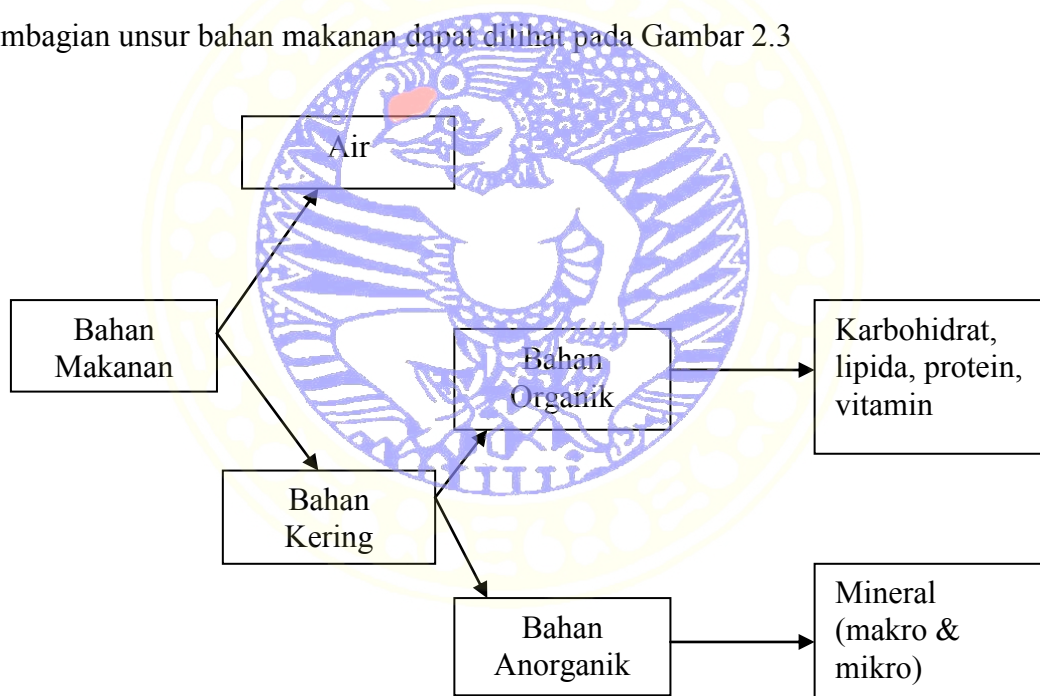 mbagian unsur bahan makanan dapat dilihat pada Gambar 2.3
Air
Bahan
Makanan
Bahan
Organik
Karbohidrat,
lipida, protein,
vitamin
Bahan
Kering
Bahan
Anorganik
Mineral
(makro &
mikro)